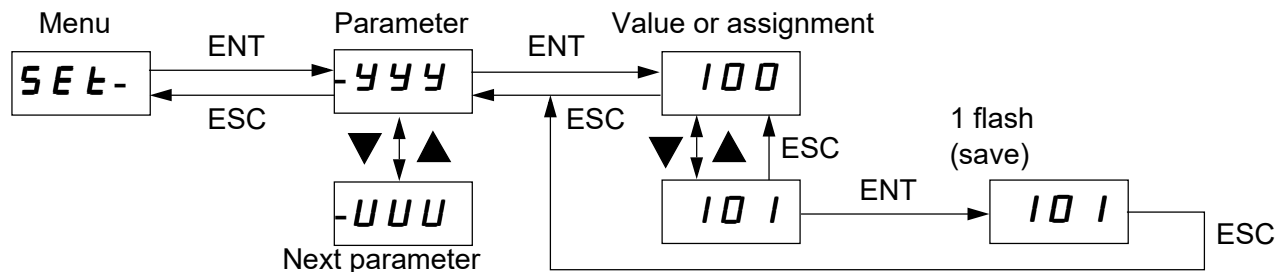 Menu
Parameter
Value or assignment
ENT
ENT
SEt-
-YYY
100
ESC
ESC
ESC
1 flash
(save)
-UUU
101
ENT
101
ESC
Next parameter